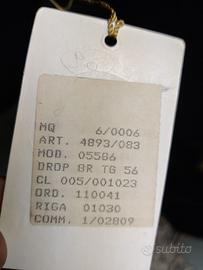 MQ 6/0006
ART. 4893/083
MOD. 05586
DROP 8R TG 56
CL 005/001023
ORD. 110041
RIGA 01030
COMM. 1/02809
subito